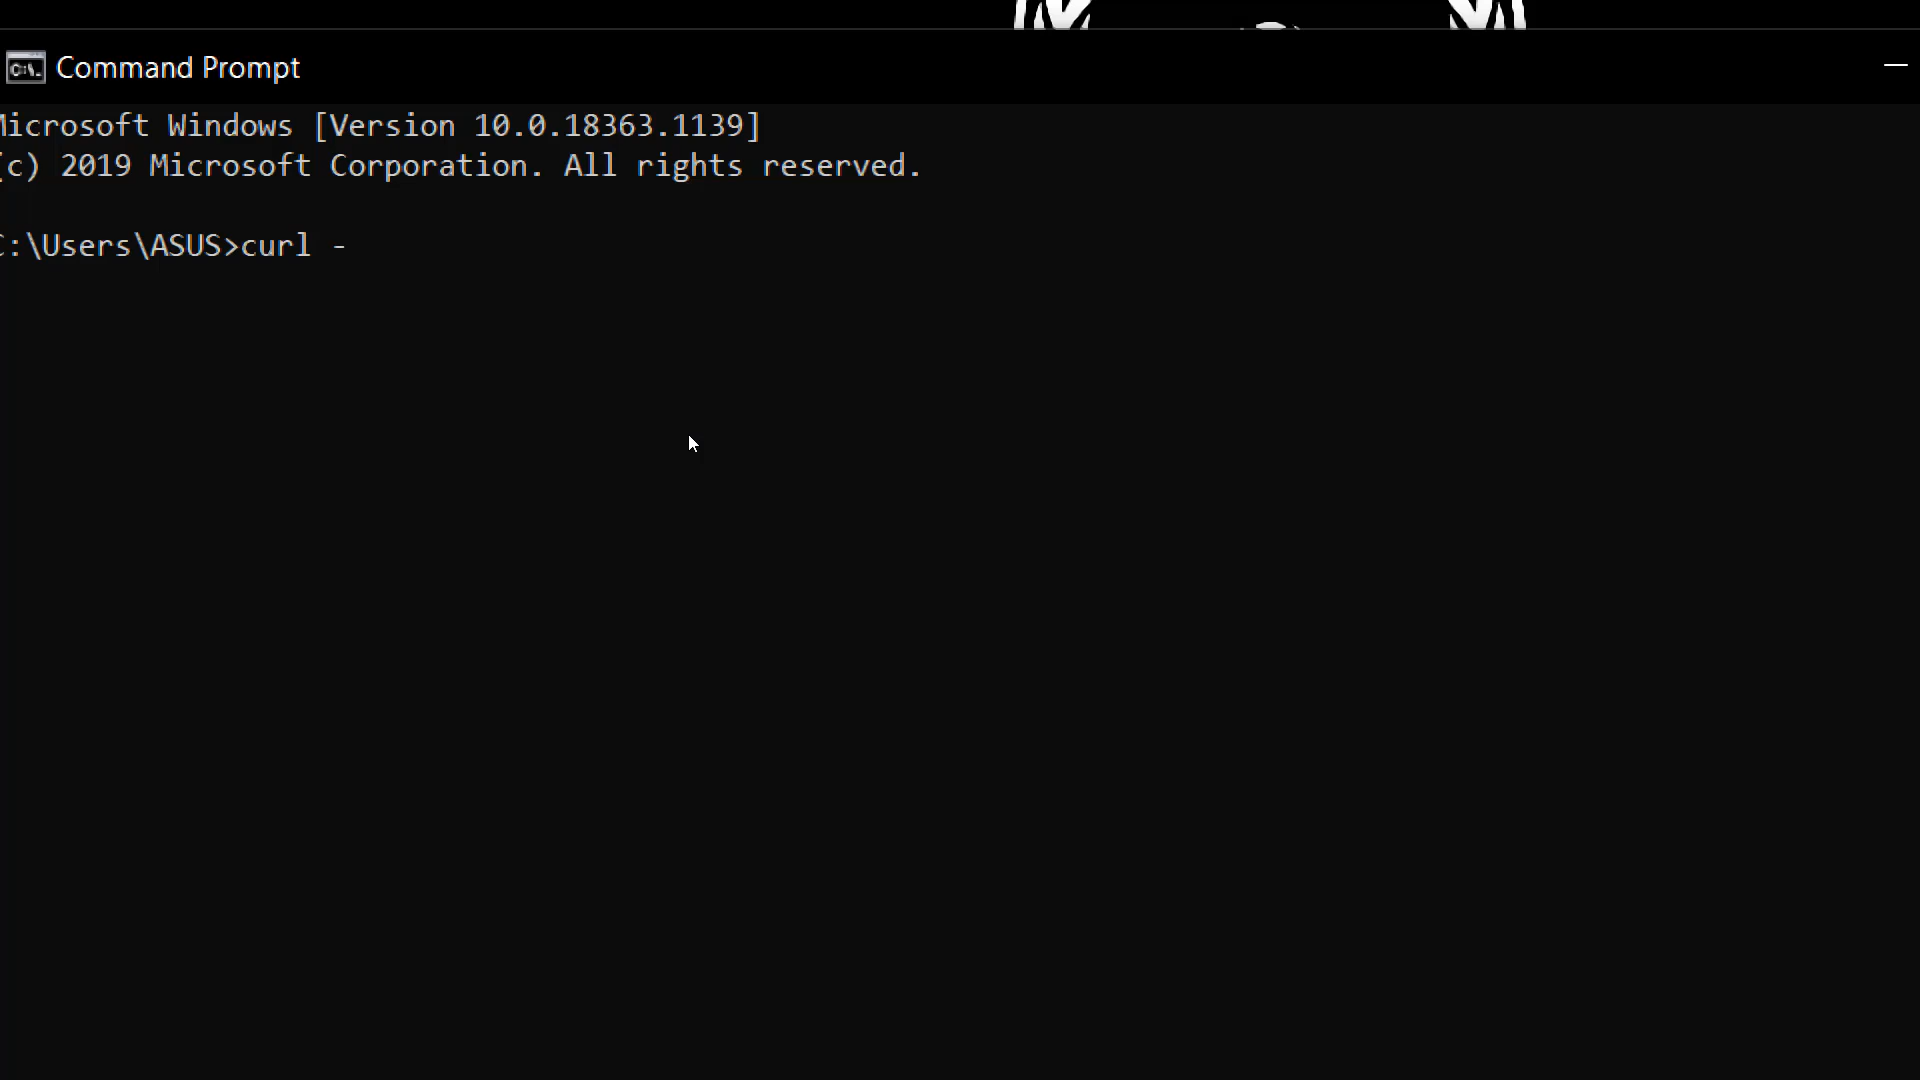 Command Prompt
Microsoft Windows [Version 10.0.18363.1139]
(c) 2019 Microsoft Corporation. All rights reserved.
C:\Users\ASUS>curl -